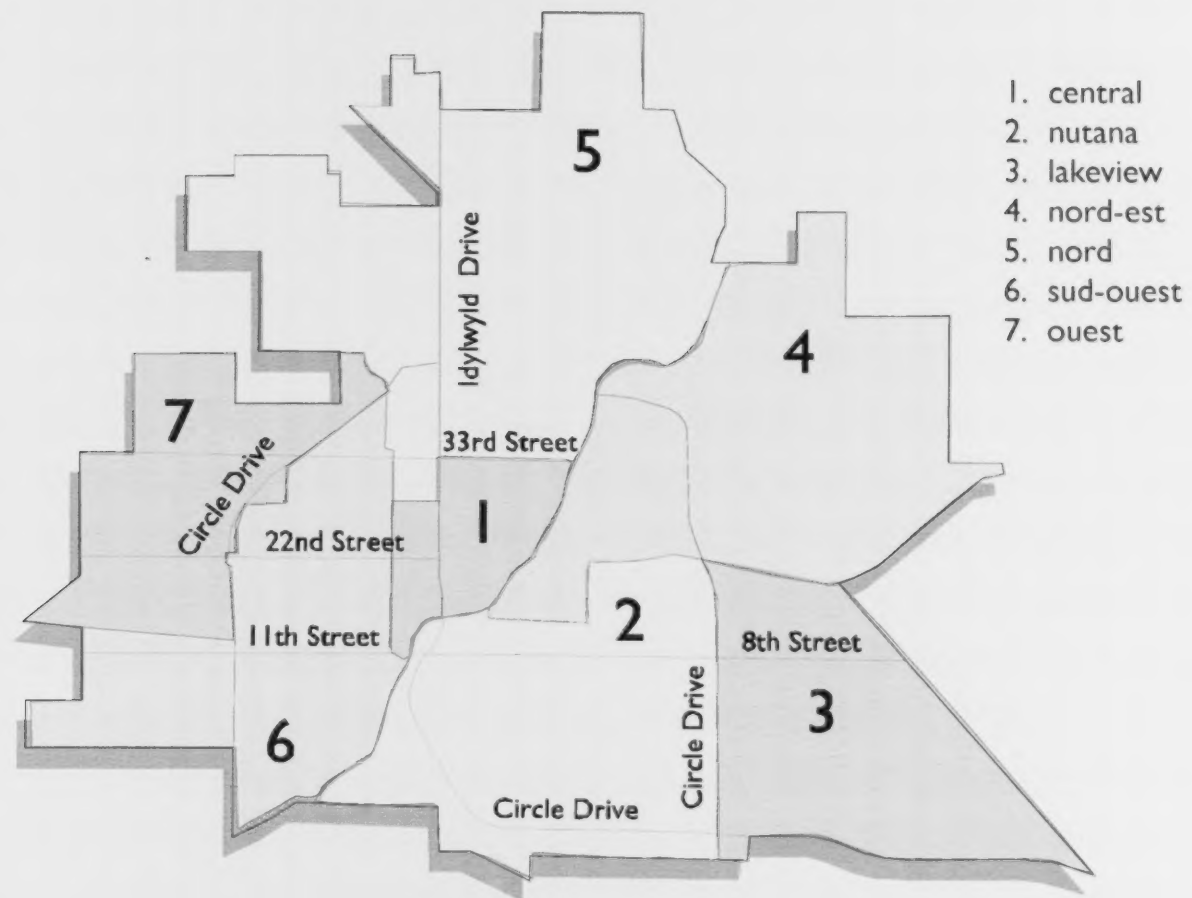 1. central
2. nutana
3. lakeview
4. nord-est
5. nord
6. sud-ouest
7. ouest
5
Idylwyld Drive
4
7
33rd Street
Circle Drive
1
22nd Street
2
11th Street
8th Street
3
Circle Drive
6
Circle Drive